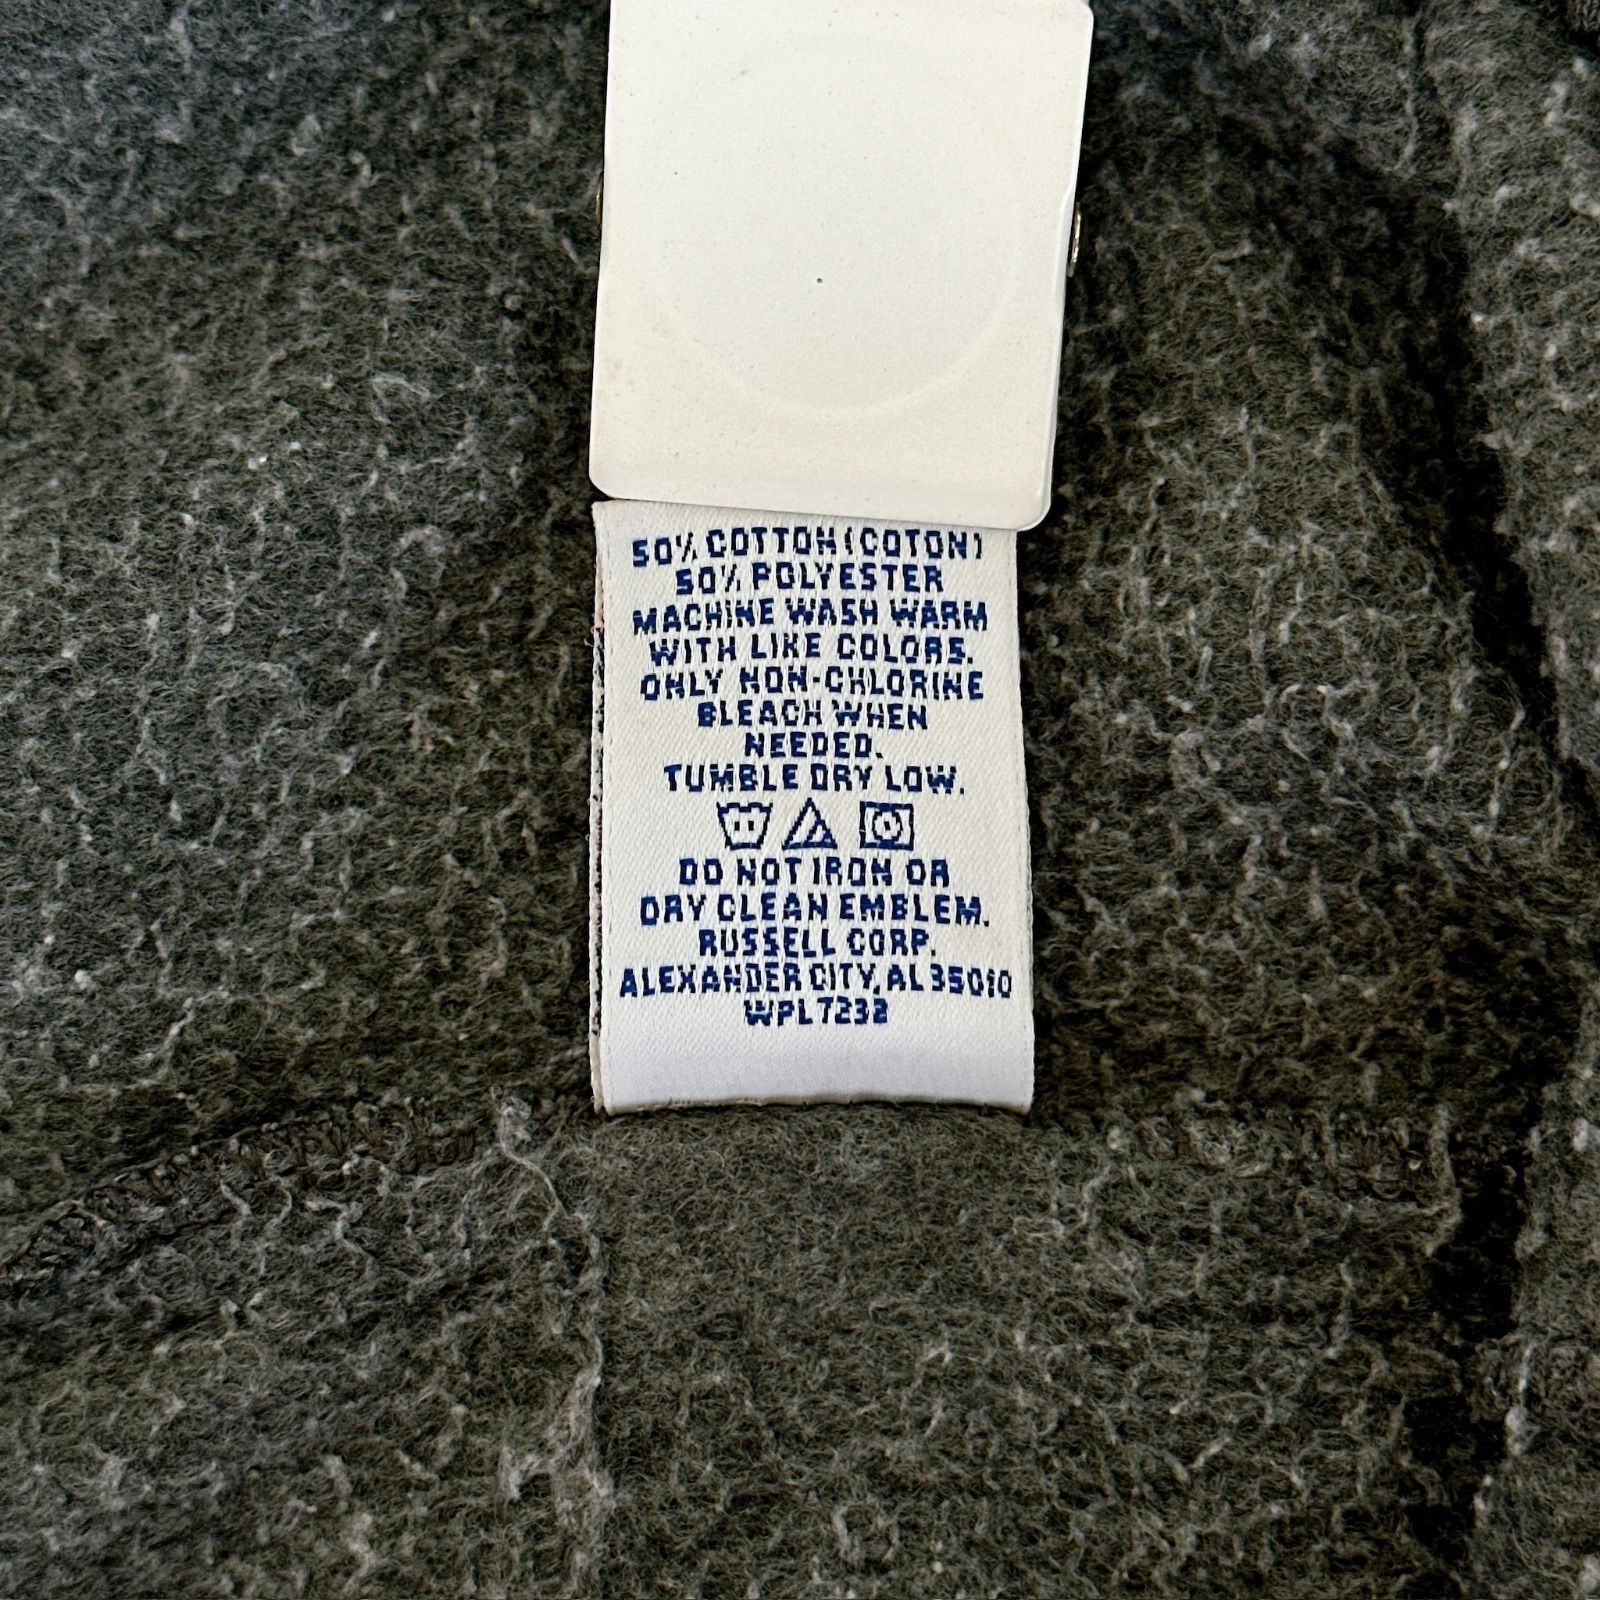 50% COTTON (COTON)
50% POLYESTER
MACHINE WASH WARM
WITH LIKE COLORS.
ONLY NON-CHLORINE
BLEACH WHEN
NEEDED.
TUMBLE DRY LOW.
DO NOT IRON OR
DRY CLEAN EMBLEM.
RUSSELL CORP.
ALEXANDER CITY, AL 35010
WPL 7232